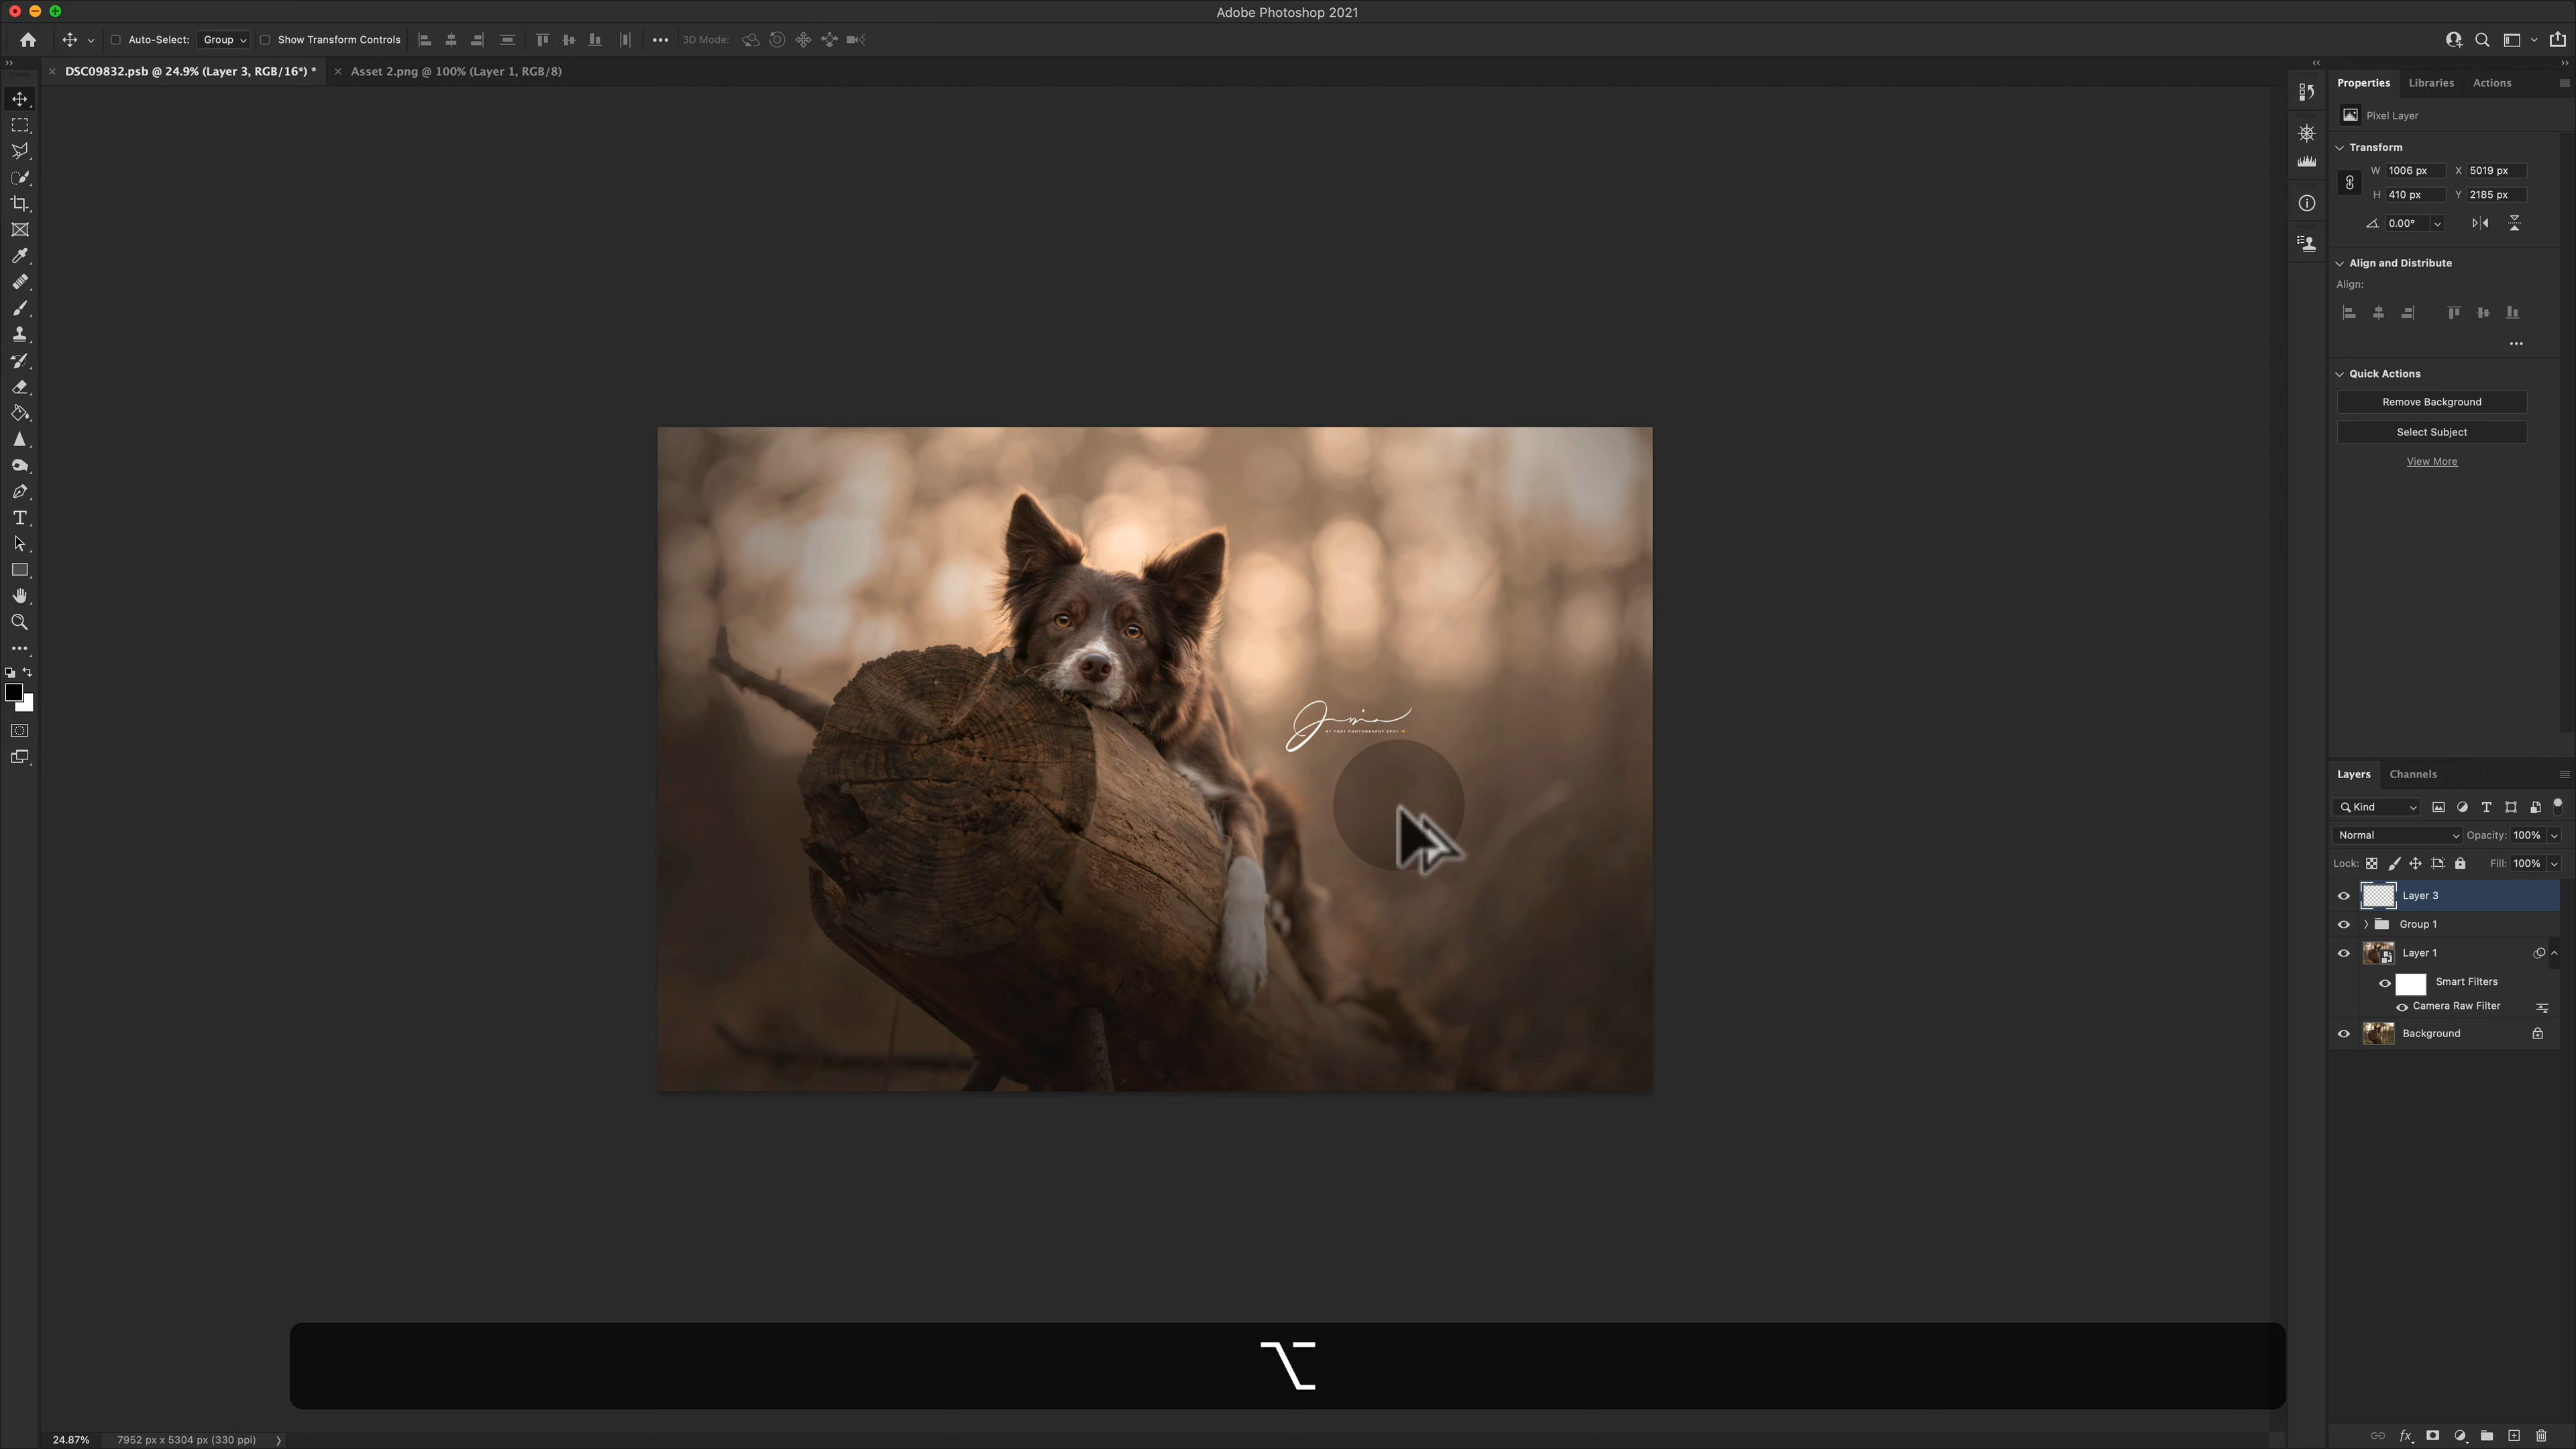 Adobe Photoshop 2021
Auto-Select: Group Show Transform Controls 3D Mode:
DSC09832.psb @ 24.9% (Layer 3, RGB/16*) *
Asset 2.png @ 100% (Layer 1, RGB/8)
Properties Libraries Actions
Pixel Layer
Transform
W 1006 px X 5019 px
H 410 px Y 2185 px
0.00°
Align and Distribute
Align:
Quick Actions
Remove Background
Select Subject
View More
AT THAT PHOTOGRAPHY SPOT
Layers Channels
Kind
Normal Opacity: 100%
Lock: Fill: 100%
Layer 3
Group 1
Layer 1
Smart Filters
Camera Raw Filter
Background
24.87% 7952 px x 5304 px (330 ppi)